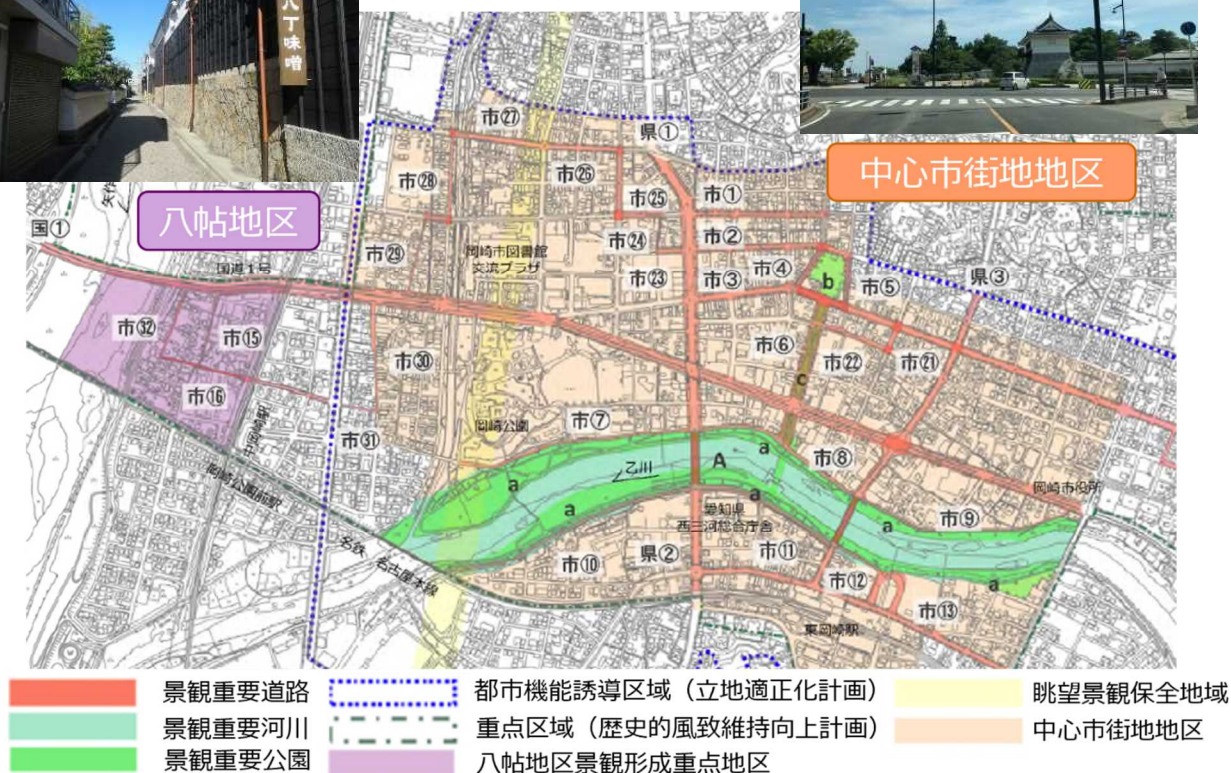 八丁味噌
中心市街地地区
八帖地区
市㉗
県①
市㉘
市㉖
市㉕
市①
国①
市㉙
岡崎市図書館
交流プラザ
市㉔
市②
国道1号
市㉓
市③
市④
b
市⑤
県③
市㉜
市⑮
市㉚
市⑥
市㉒
市㉑
c
市⑯
岡崎公園
市⑦
市㉛
中岡崎駅
岡崎公園前駅
乙川
A
a
市⑧
a
a
a
a
岡崎市役所
愛知県
西三河総合庁舎
市⑨
名鉄 名古屋本線
市⑩
県②
市⑪
市⑫
a
市⑬
東岡崎駅
景観重要道路
都市機能誘導区域（立地適正化計画）
眺望景観保全地域
景観重要河川
重点区域（歴史的風致維持向上計画）
中心市街地地区
景観重要公園
八帖地区景観形成重点地区